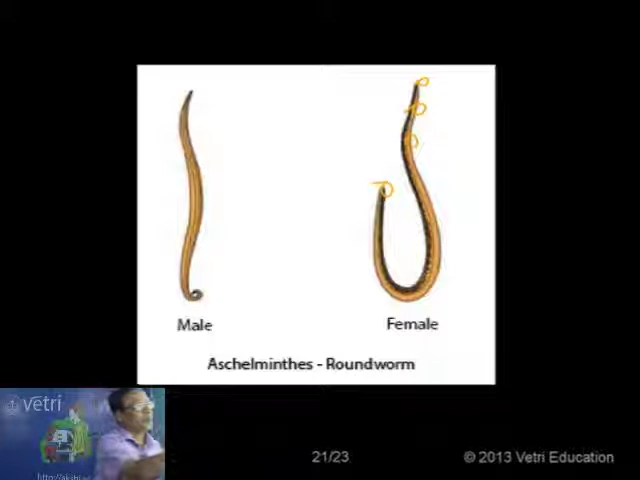 Male
Female
Aschelminthes - Roundworm
vetri
21/23
© 2013 Vetri Education